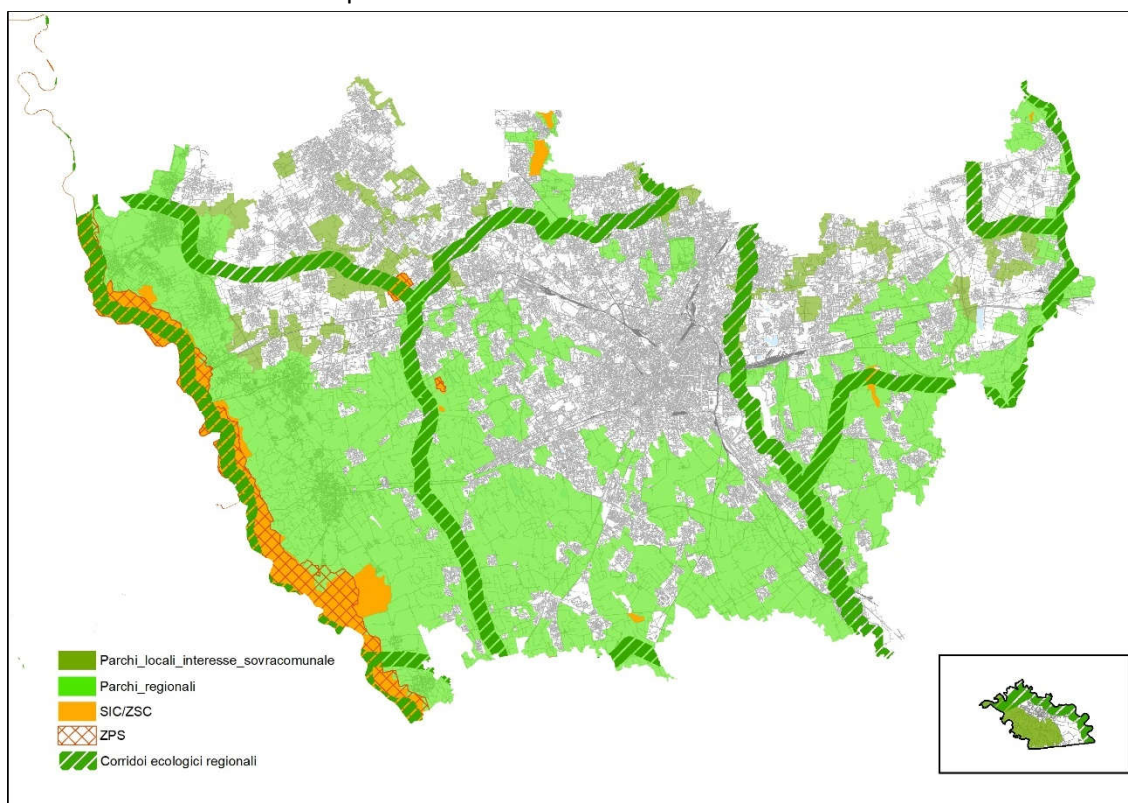 Parchi_locali_interesse_sovracomunale
Parchi_regionali
SIC/ZSC
ZPS
Corridoi ecologici regionali